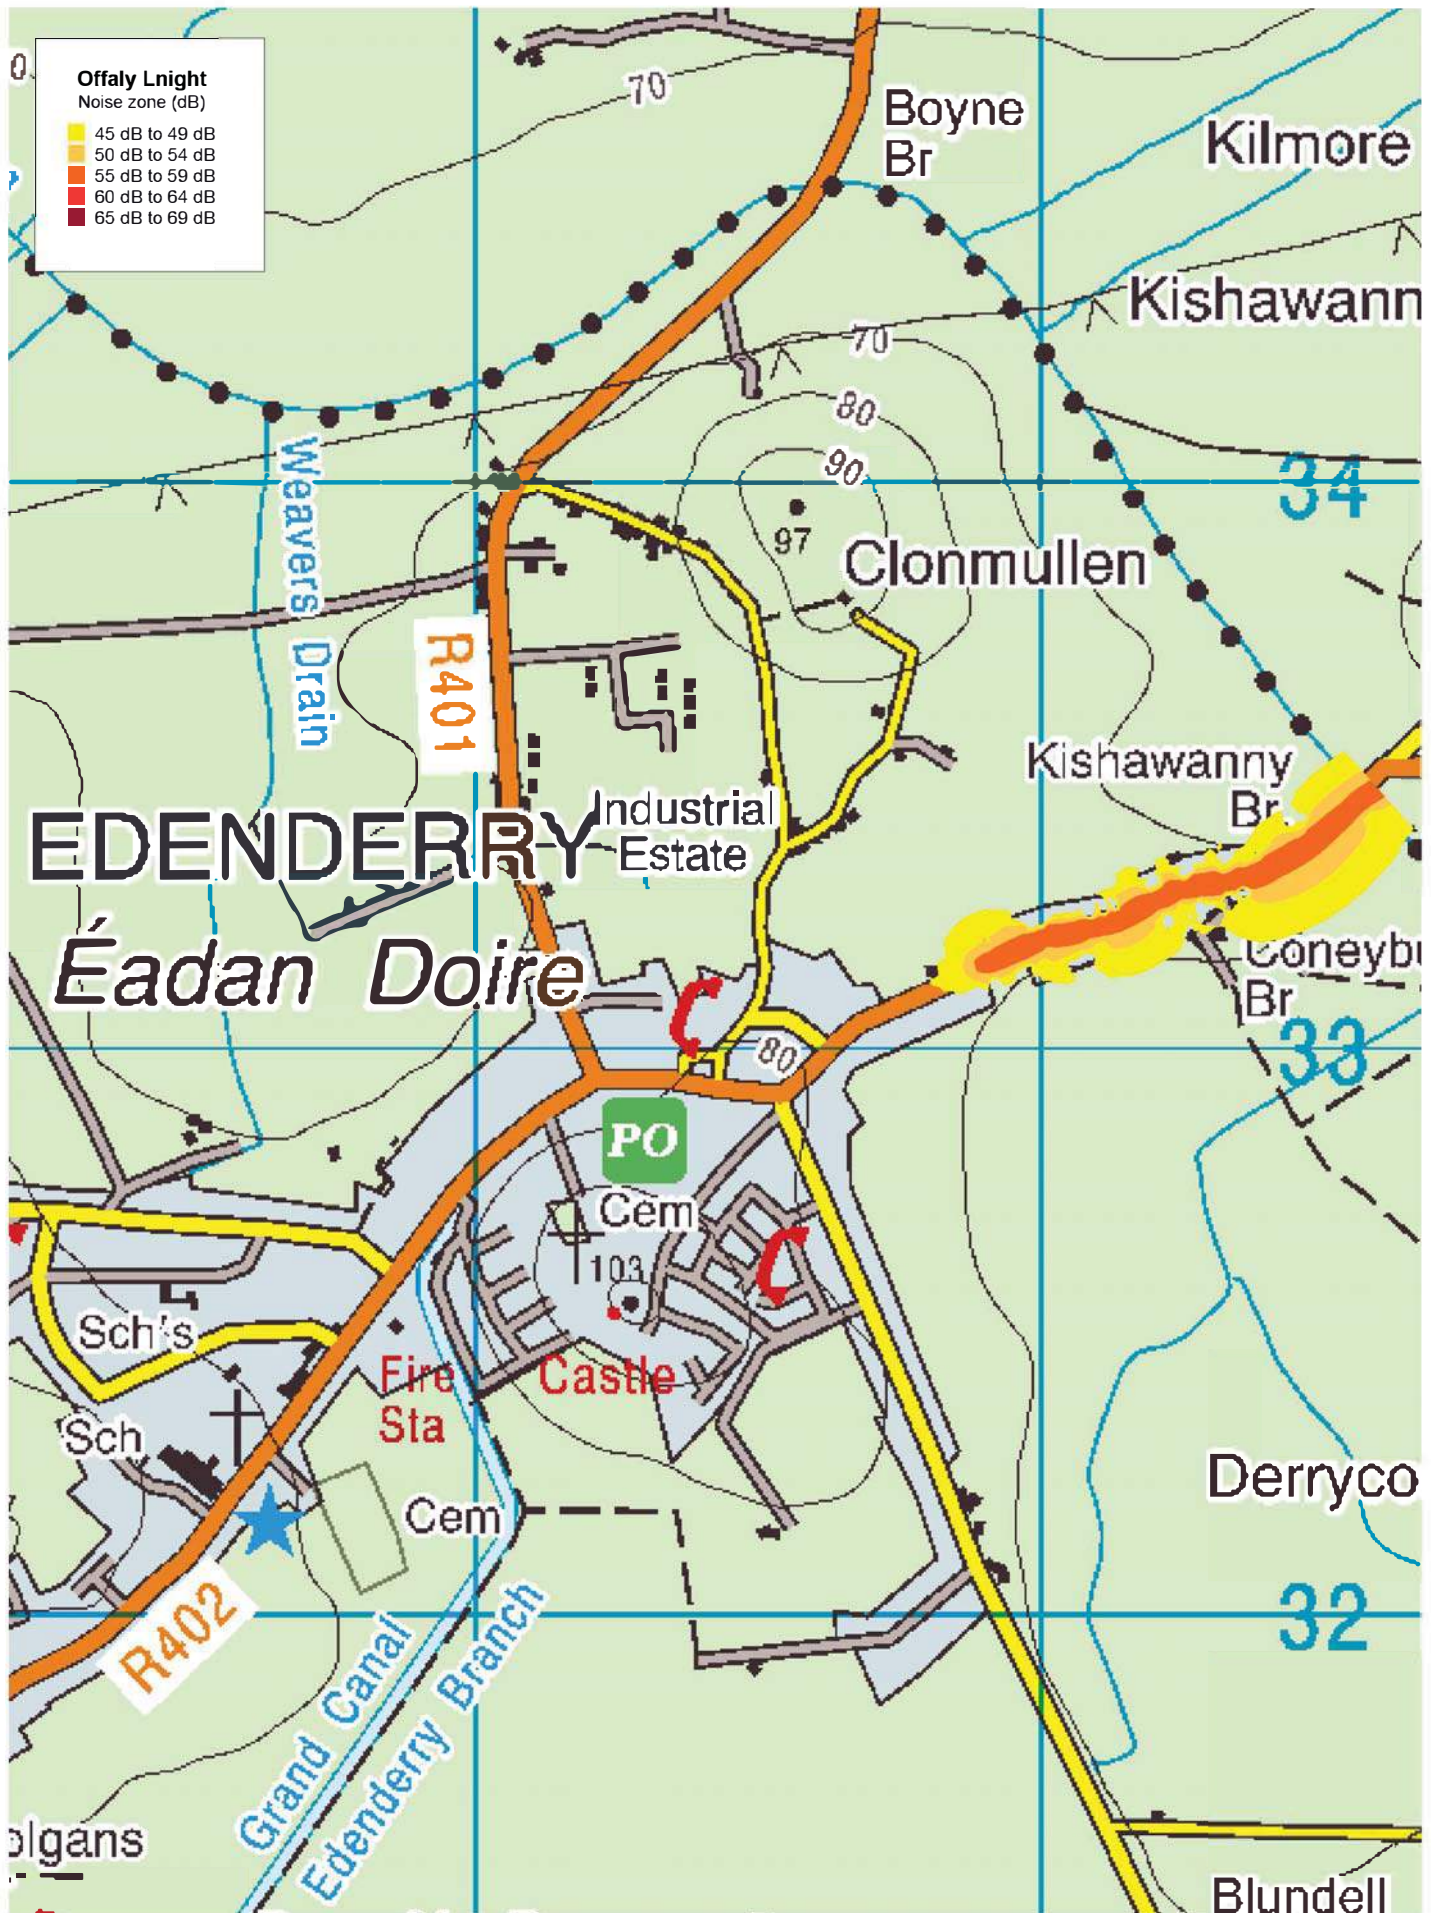 0
Offaly Lnight
Noise zone (dB)
45 dB to 49 dB
50 dB to 54 dB
55 dB to 59 dB
60 dB to 64 dB
65 dB to 69 dB
70
Boyne
Br
Kilmore
Kishawann
70
80
90
97
34
Weavers Drain
Clonmullen
R401
Kishawanny
Br
Industrial
Estate
EDENDERRY
Éadan Doire
Coneybu
Br
33
80
PO
Cem
103
Sch's
Fire
Sta
Castle
Sch
Cem
Derryco
R402
32
Grand Canal
Edenderry Branch
olgans
Blundell